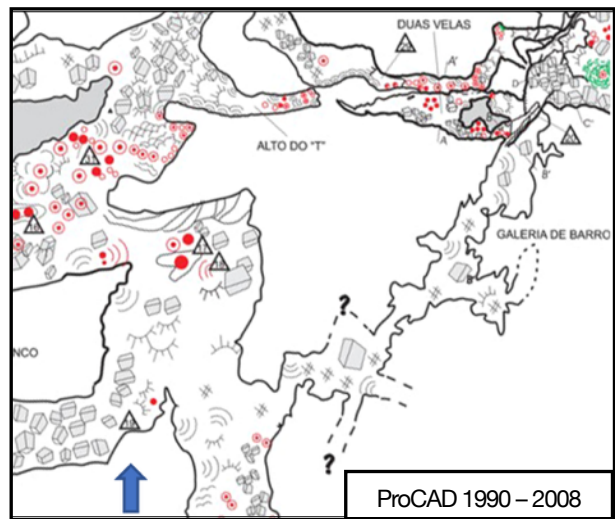 DUAS VELAS
A'
D
C'
ALTO DO "T"
A
B'
GALERIA DE BARRO
B
?
NCO
?
ProCAD 1990 – 2008